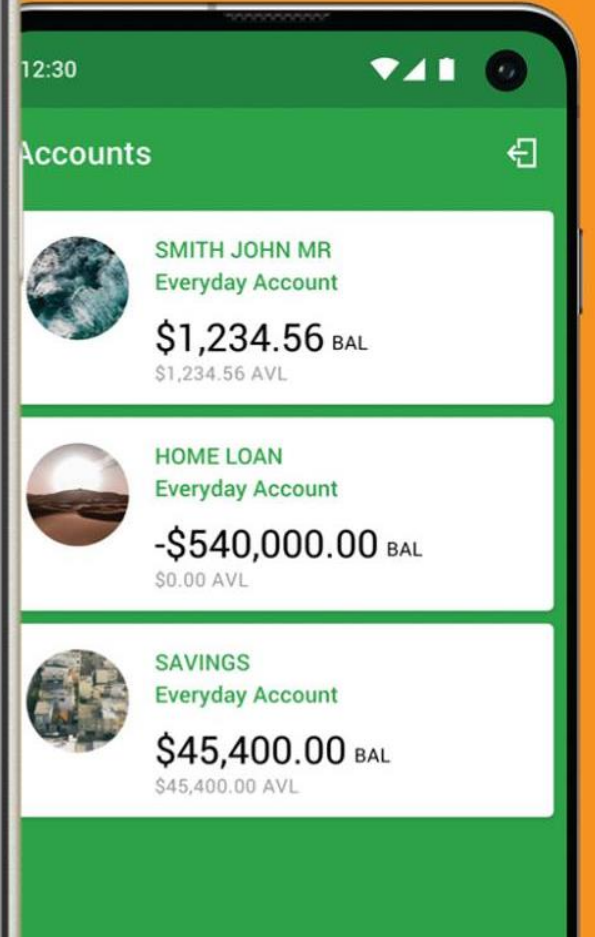 12:30
Accounts
SMITH JOHN MR
Everyday Account
$1,234.56 BAL
$1,234.56 AVL
HOME LOAN
Everyday Account
-$540,000.00 BAL
$0.00 AVL
SAVINGS
Everyday Account
$45,400.00 BAL
$45,400.00 AVL